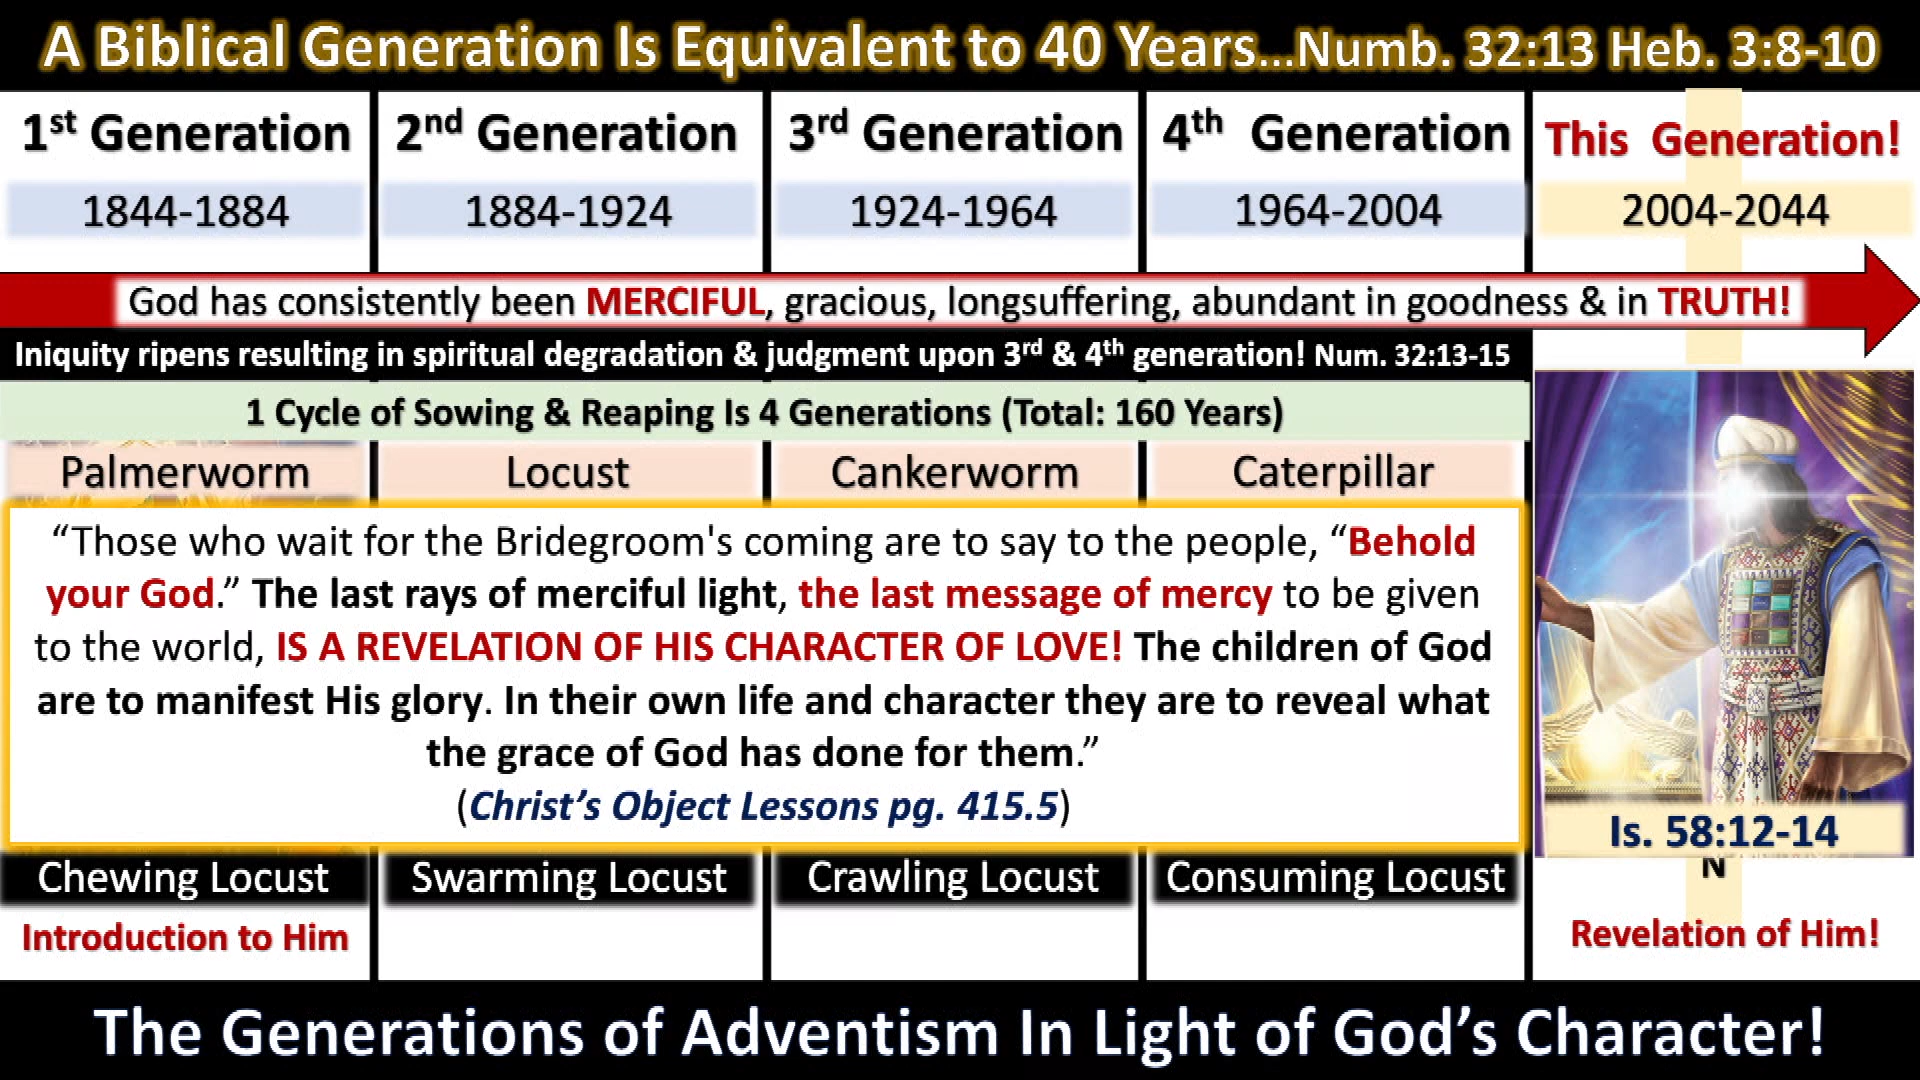 A Biblical Generation Is Equivalent to 40 Years...Numb. 32:13 Heb. 3:8-10
1st Generation
2nd Generation
3rd Generation
4th Generation
This Generation!
1844-1884
1884-1924
1924-1964
1964-2004
2004-2044
God has consistently been MERCIFUL, gracious, longsuffering, abundant in goodness & in TRUTH!
Iniquity ripens resulting in spiritual degradation & judgment upon 3rd & 4th generation! Num. 32:13-15
1 Cycle of Sowing & Reaping Is 4 Generations (Total: 160 Years)
Palmerworm
Locust
Cankerworm
Caterpillar
“Those who wait for the Bridegroom's coming are to say to the people, “Behold
your God.” The last rays of merciful light, the last message of mercy to be given
to the world, IS A REVELATION OF HIS CHARACTER OF LOVE! The children of God
are to manifest His glory. In their own life and character they are to reveal what
the grace of God has done for them.”
(Christ’s Object Lessons pg. 415.5)
Is. 58:12-14
N
Chewing Locust
Swarming Locust
Crawling Locust
Consuming Locust
Introduction to Him
Revelation of Him!
The Generations of Adventism In Light of God’s Character!